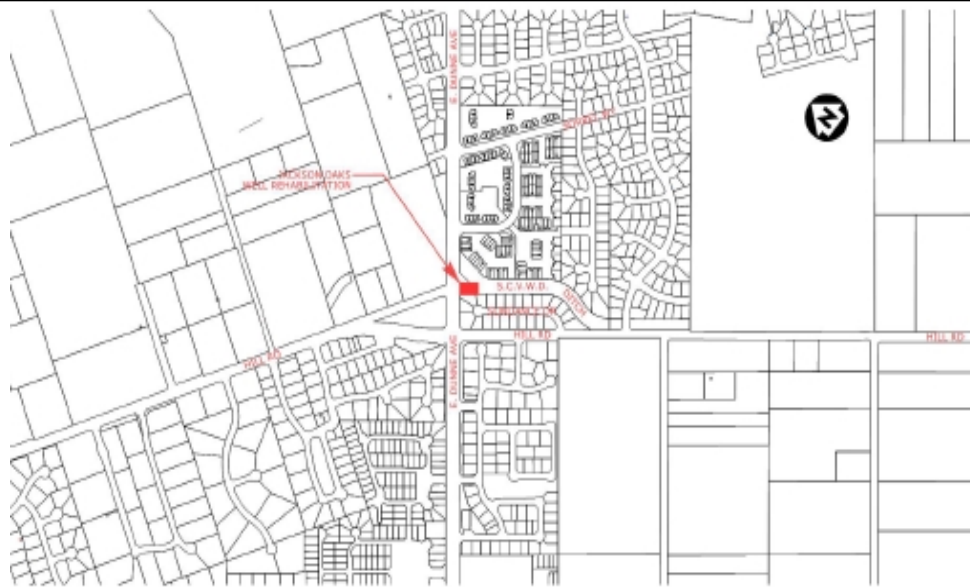 E. DUNNE AVE
JACKSON OAKS
WELL REHABILITATION
S.C.V.W.D.
DITCH
HILL RD
HILL RD
HILL RD
E. DUNNE AVE